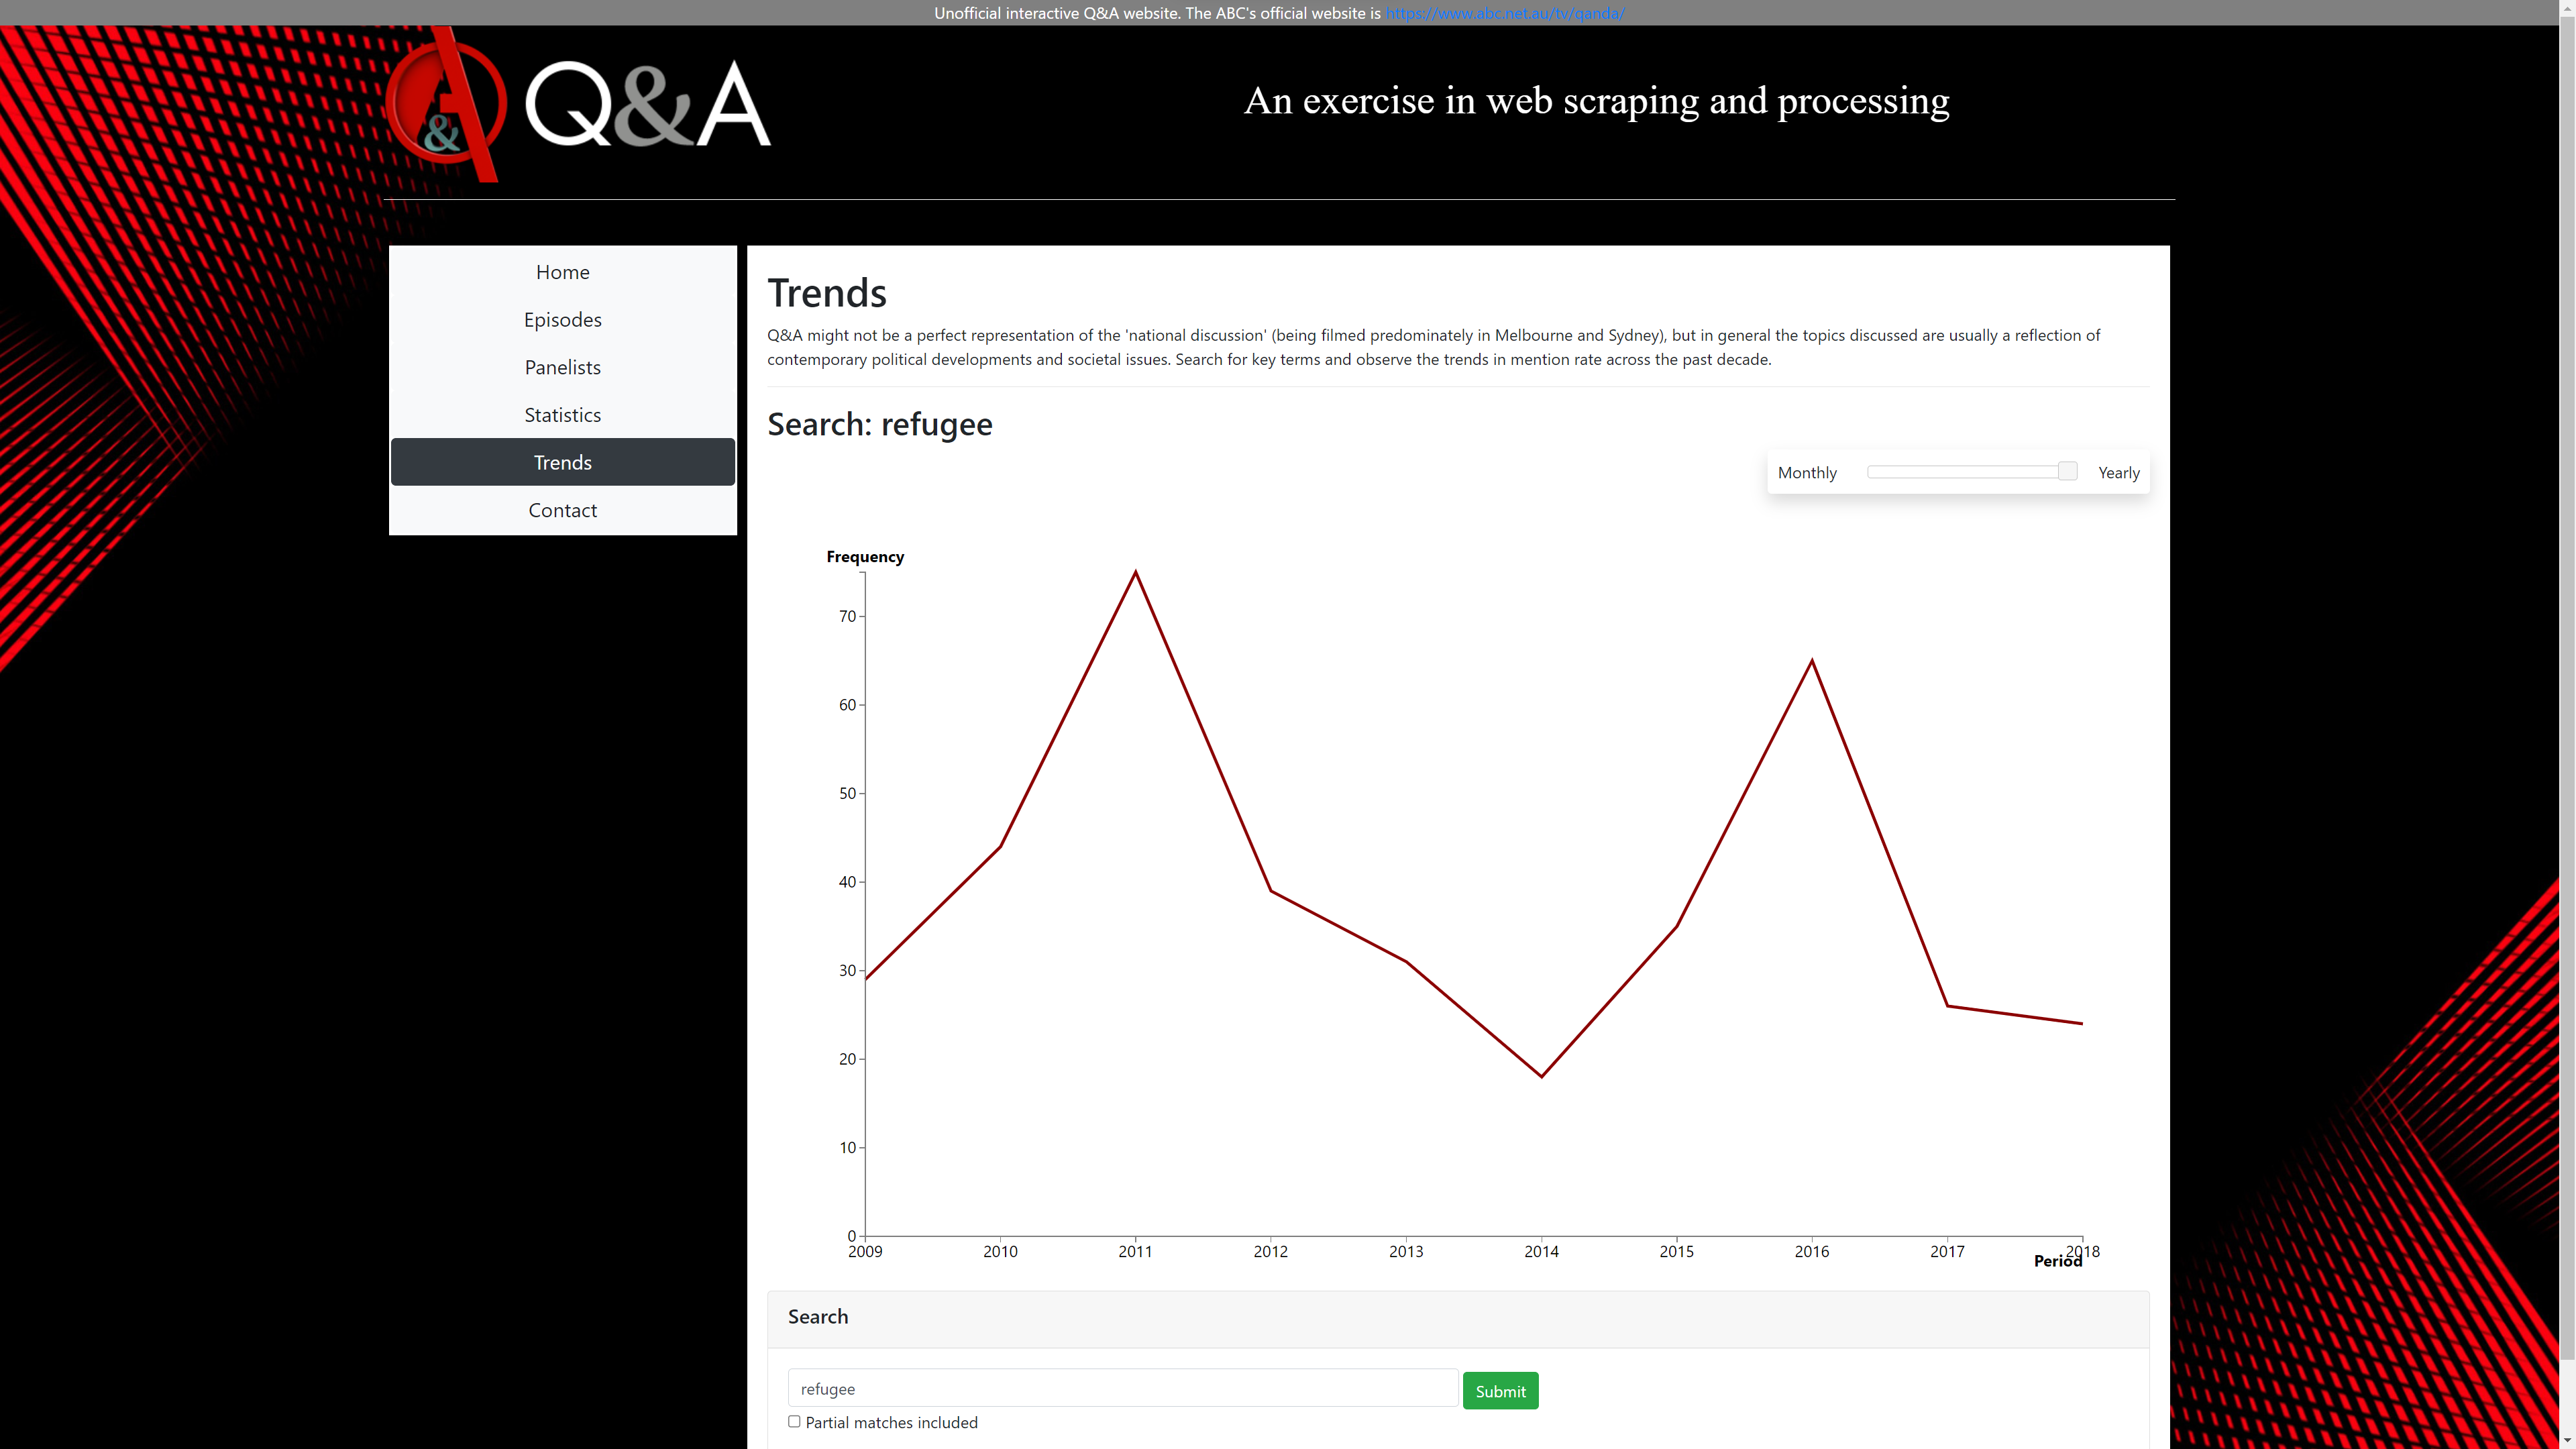 Unofficial interactive Q&A website. The ABC's official website is https://www.abc.net.au/tv/qanda/
A &
Q&A
An exercise in web scraping and processing
Home
Episodes
Panelists
Statistics
Trends
Contact
Trends
Q&A might not be a perfect representation of the 'national discussion' (being filmed predominately in Melbourne and Sydney), but in general the topics discussed are usually a reflection of
contemporary political developments and societal issues. Search for key terms and observe the trends in mention rate across the past decade.
Search: refugee
Monthly Yearly
Frequency
70
60
50
40
30
20
10
0
2009 2010 2011 2012 2013 2014 2015 2016 2017 2018
Period
Search
refugee Submit
Partial matches included